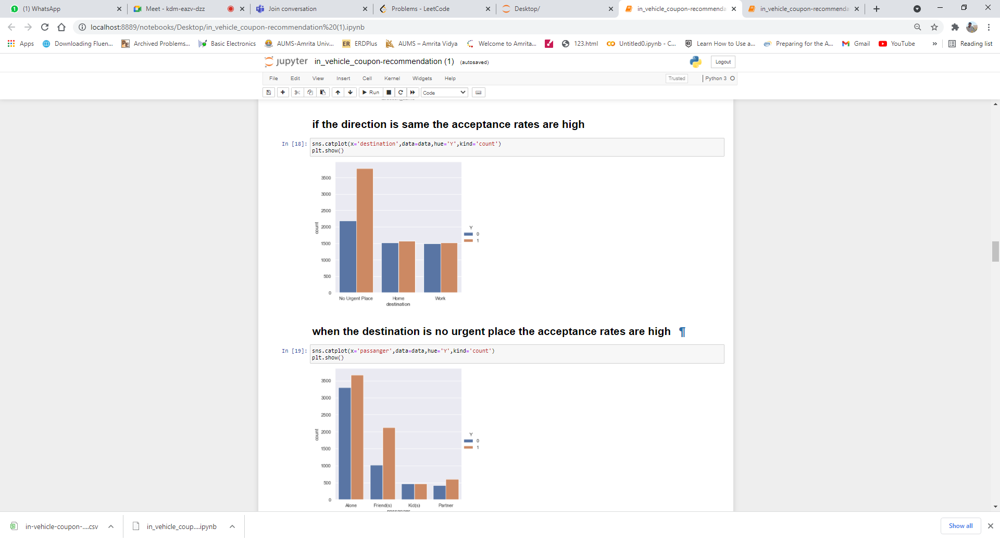 (1) WhatsApp
Meet - kdm-eazv-dzz
Join conversation
Problems - LeetCode
Desktop/
in_vehicle_coupon-recommenda
in_vehicle_coupon-recommenda
localhost:8889/notebooks/Desktop/in_vehicle_coupon-recommendation%20(1).ipynb
Apps
Downloading Fluen...
Archived Problems...
Basic Electronics
AUMS-Amrita Univ...
ER ERDPlus
AUMS – Amrita Vidya
Welcome to Amrita...
123.html
Untitled0.ipynb - C...
Learn How to Use a...
Preparing for the A...
Gmail
YouTube
»
Reading list
jupyter in_vehicle_coupon-recommendation (1) (autosaved)
Logout
File Edit View Insert Cell Kernel Widgets Help
Trusted
Python 3
Run
Code
if the direction is same the acceptance rates are high
In [18]: sns.catplot(x='destination',data=data,hue='Y',kind='count')
plt.show()
3500
3000
2500
2000
1500
1000
500
0
count
Y
0
1
No Urgent Place Home Work
destination
when the destination is no urgent place the acceptance rates are high ¶
In [19]: sns.catplot(x='passanger',data=data,hue='Y',kind='count')
plt.show()
3500
3000
2500
2000
1500
1000
500
0
count
Y
0
1
Alone Friend(s) Kid(s) Partner
in-vehicle-coupon-....csv
in_vehicle_coup....ipynb
Show all